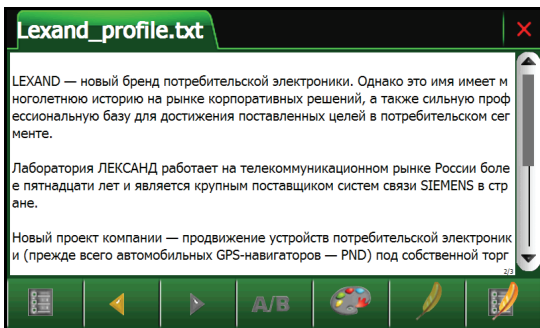 Lexand_profile.txt
LEXAND — новый бренд потребительской электроники. Однако это имя имеет м
ноголетнюю историю на рынке корпоративных решений, а также сильную проф
ессиональную базу для достижения поставленных целей в потребительском сег
менте.
Лаборатория ЛЕКСАНД работает на телекоммуникационном рынке России боле
е пятнадцати лет и является крупным поставщиком систем связи SIEMENS в стр
ане.
Новый проект компании — продвижение устройств потребительской электроник
и (прежде всего автомобильных GPS-навигаторов — PND) под собственной торг
2/3
A/B